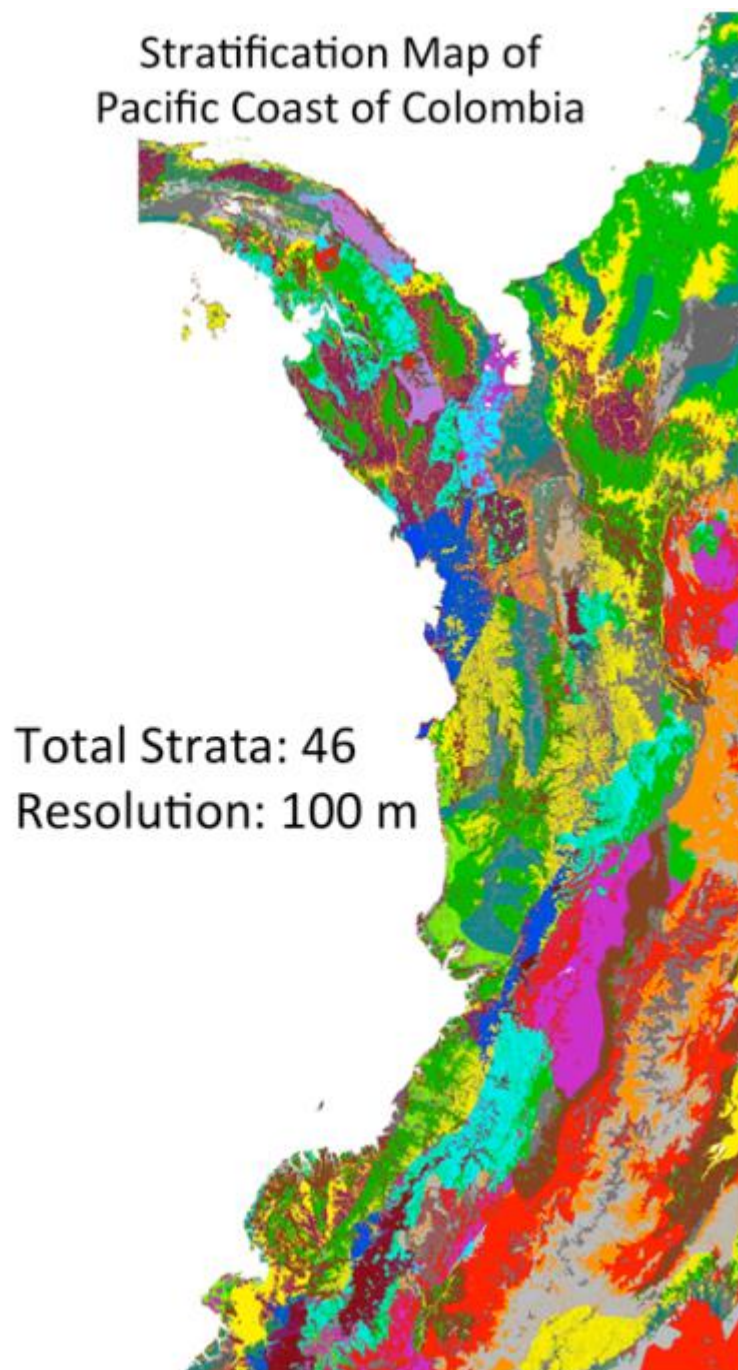 Stratification Map of
Pacific Coast of Colombia
Total Strata: 46
Resolution: 100 m